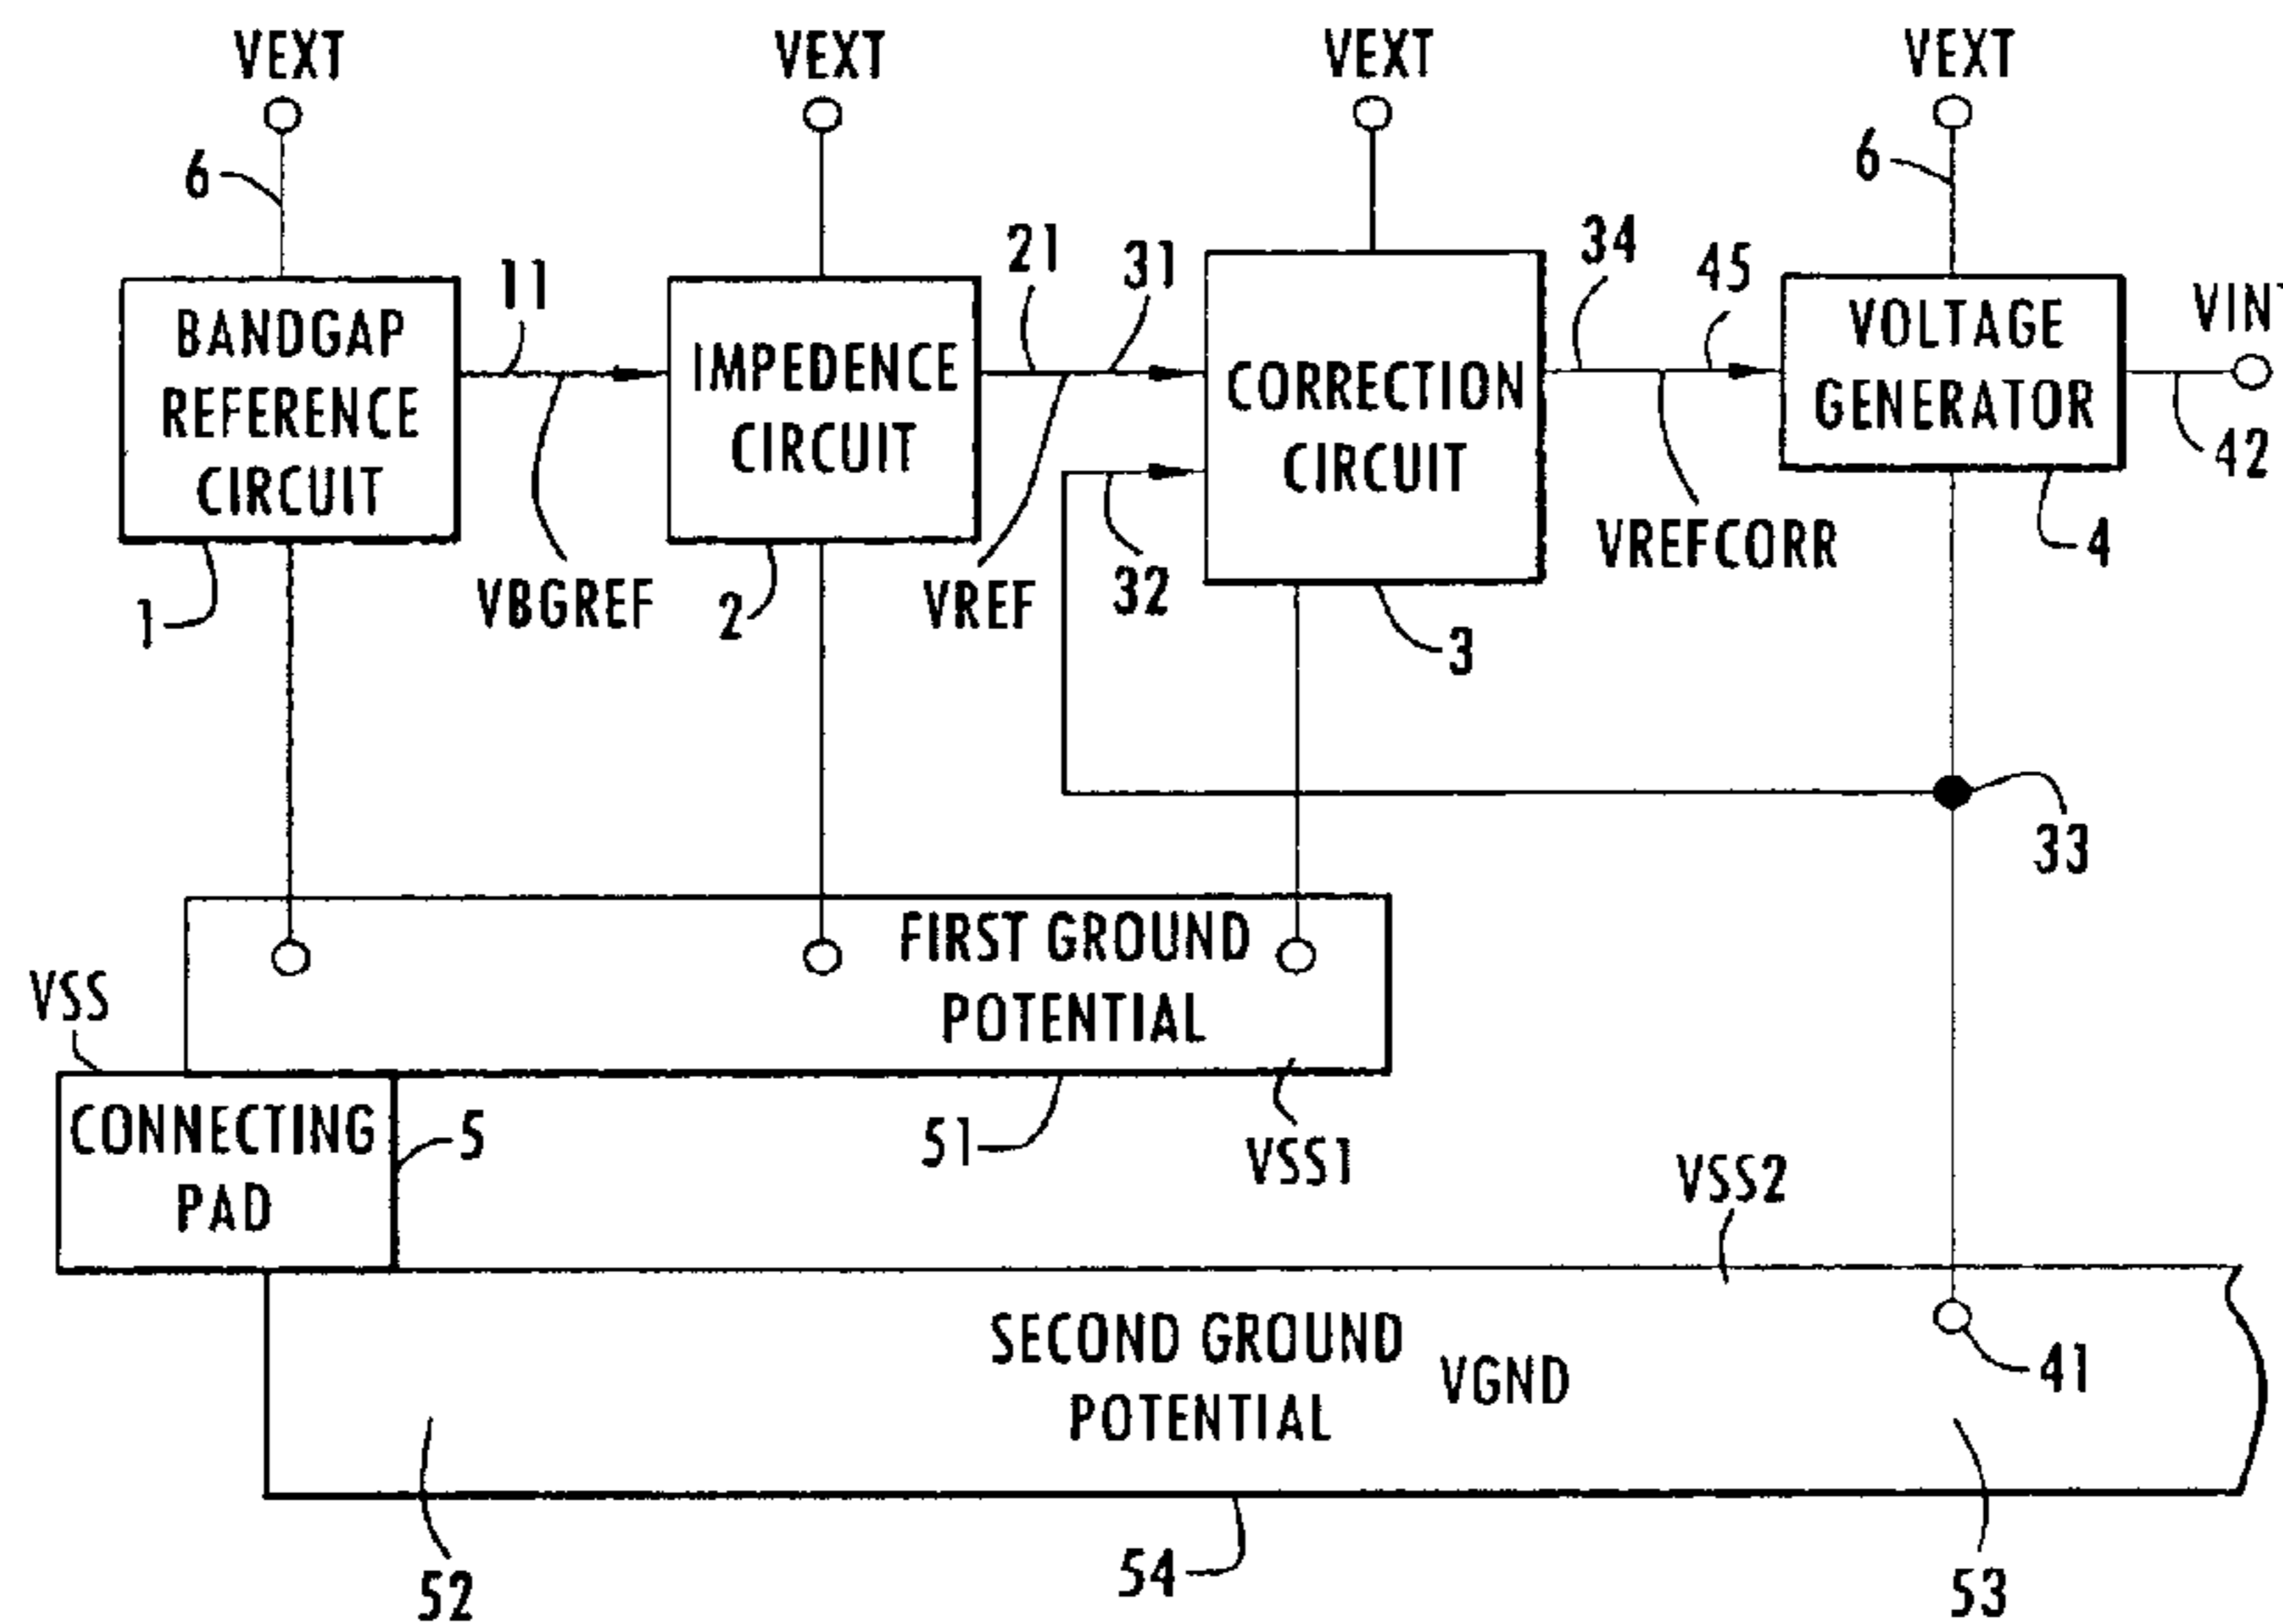 VEXT
VEXT
VEXT
VEXT
6
6
11
21
31
34
45
VINT
BANDGAP
REFERENCE
CIRCUIT
IMPEDENCE
CIRCUIT
CORRECTION
CIRCUIT
VOLTAGE
GENERATOR
42
1
VBGREF
2
VREF
32
3
VREFCORR
4
33
VSS
FIRST GROUND
POTENTIAL
CONNECTING
PAD
5
51
VSS1
VSS2
SECOND GROUND
POTENTIAL
VGND
41
52
54
53